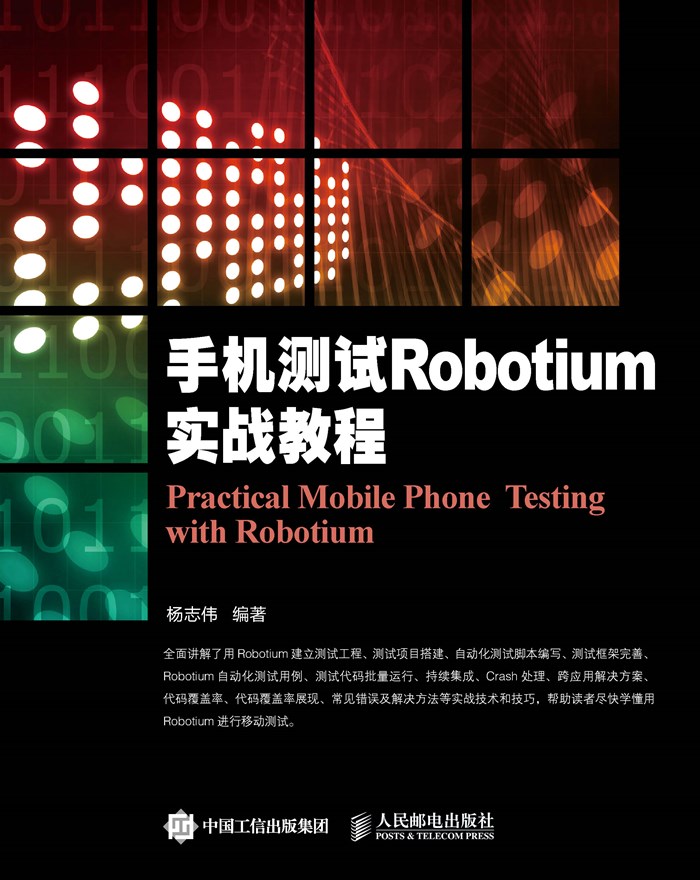 手机测试Robotium
实战教程
Practical Mobile Phone Testing
with Robotium
杨志伟 编著
全面讲解了用 Robotium 建立测试工程、测试项目搭建、自动化测试脚本编写、测试框架完善、
Robotium 自动化测试用例、测试代码批量运行、持续集成、Crash 处理、跨应用解决方案、
代码覆盖率、代码覆盖率展现、常见错误及解决方法等实战技术和技巧，帮助读者尽快学懂用
Robotium 进行移动测试。
中国工信出版集团
人民邮电出版社
POSTS & TELECOM PRESS